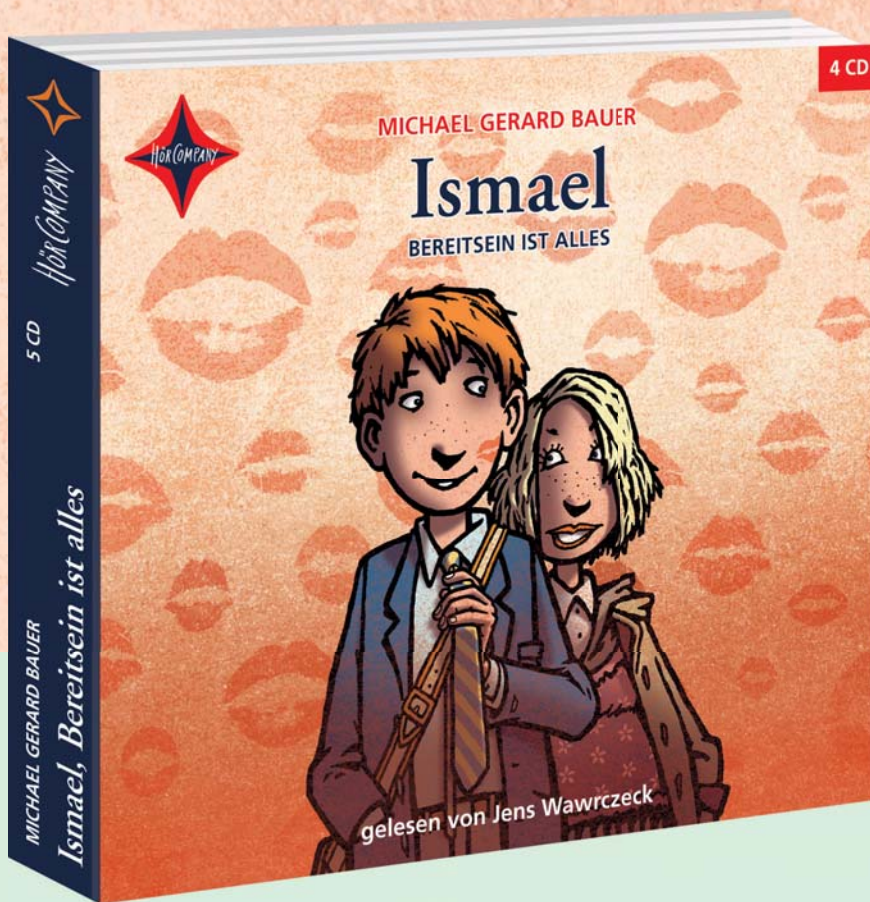 HÖRCOMPANY
5 CD
MICHAEL GERARD BAUER
Ismael, Bereitsein ist alles
4 CD
HÖRCOMPANY
MICHAEL GERARD BAUER
Ismael
BEREITSEIN IST ALLES
gelesen von Jens Wawrczeck